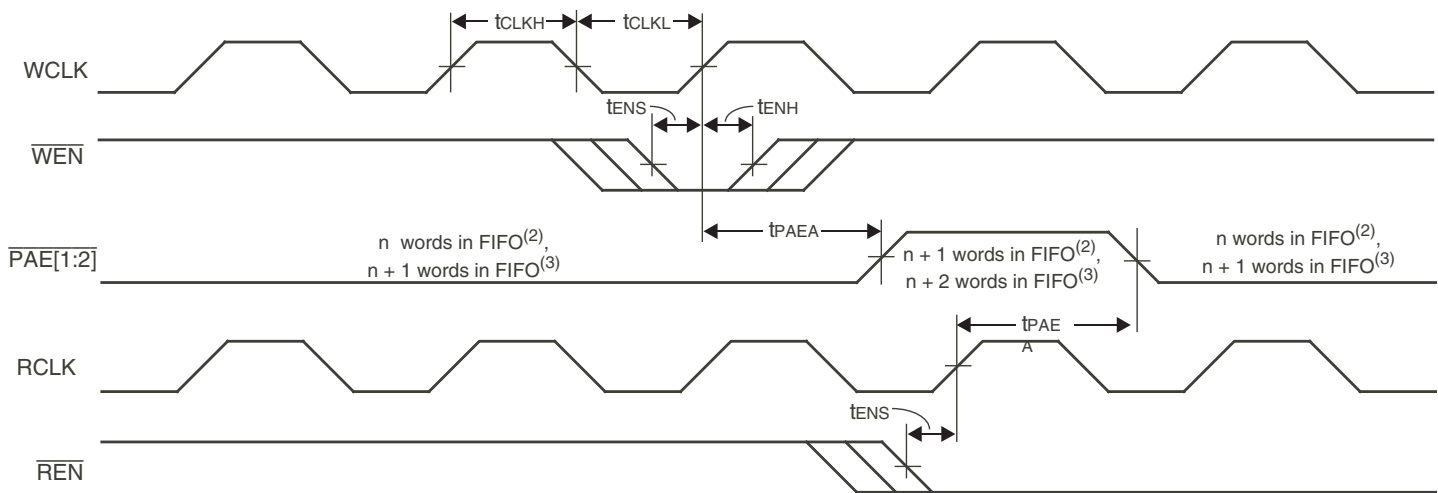 tCLKH
tCLKL
WCLK
tENS
tENH
WEN
tPAEA
n words in FIFO(2),
n + 1 words in FIFO(3)
PAE[1:2]
n + 1 words in FIFO(2),
n + 2 words in FIFO(3)
n words in FIFO(2),
n + 1 words in FIFO(3)
tPAE
A
RCLK
tENS
REN